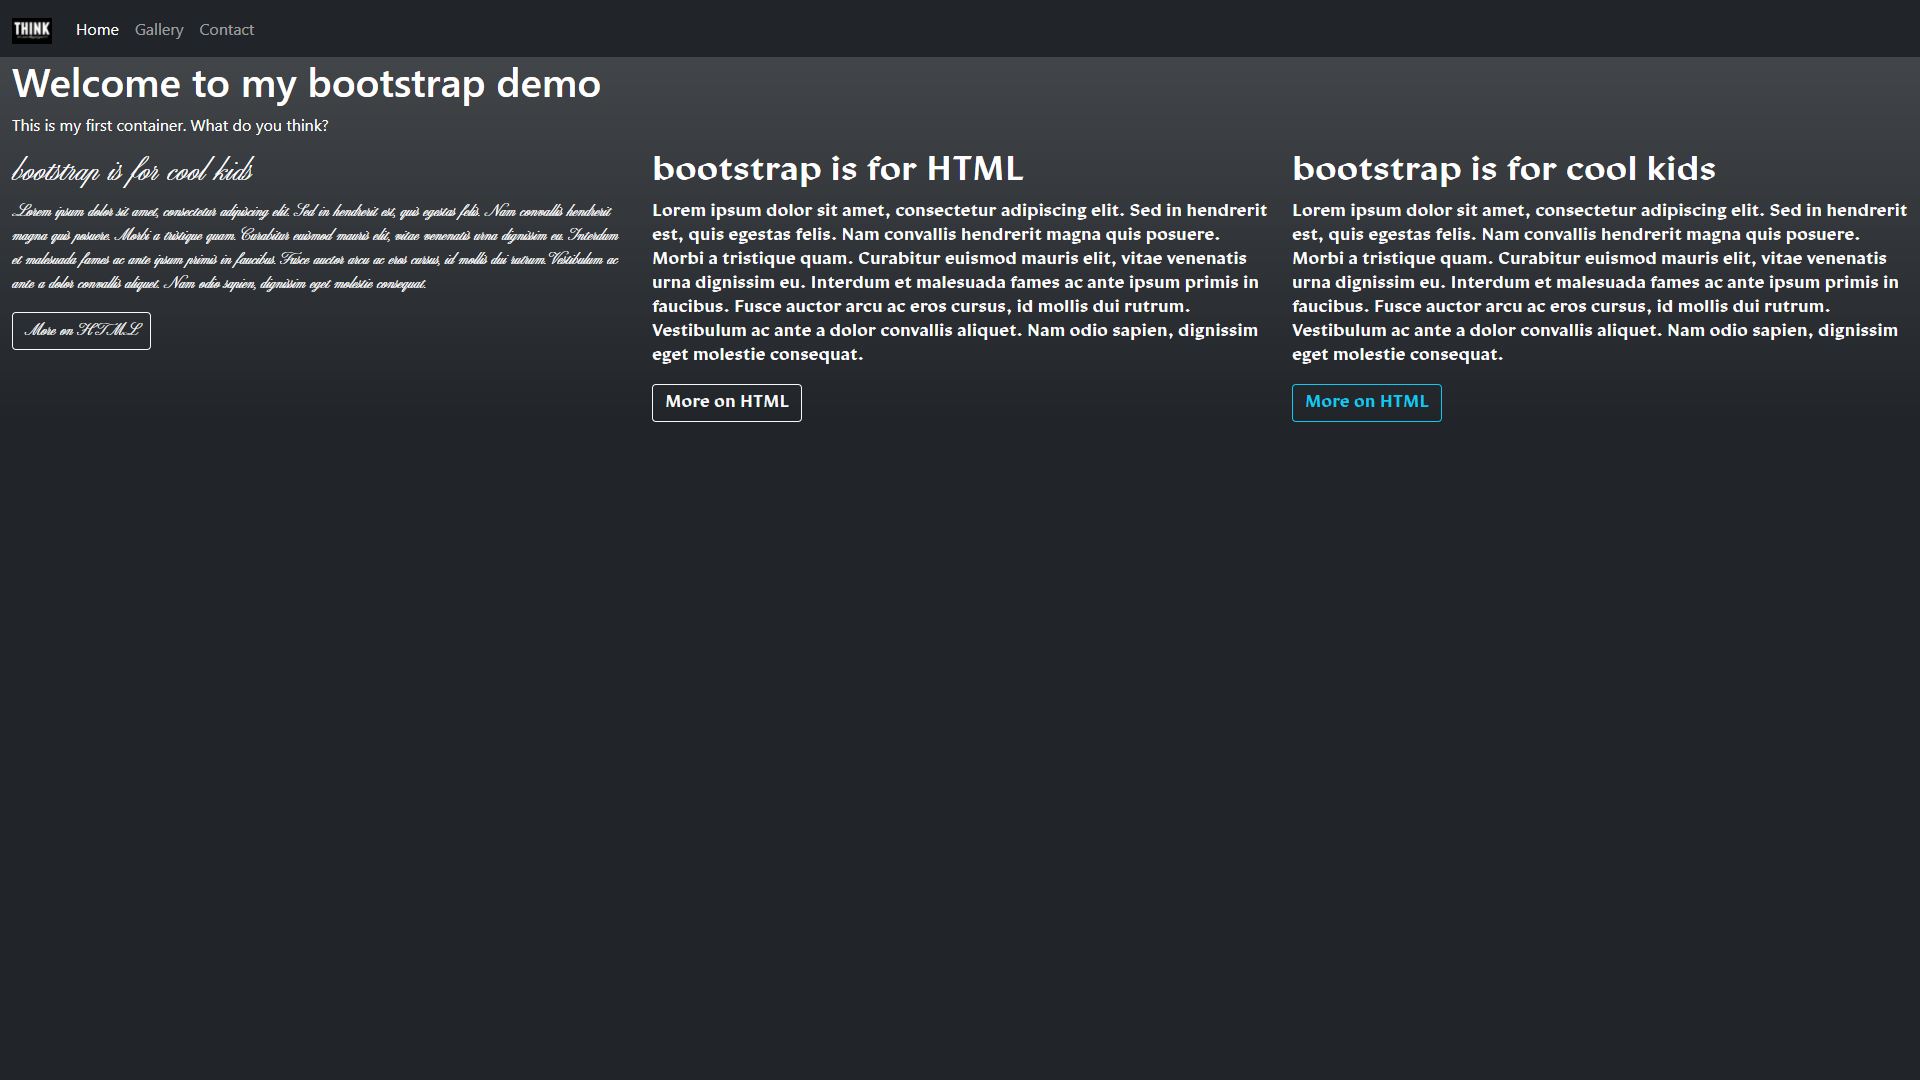 THINK
Home Gallery Contact
Welcome to my bootstrap demo
This is my first container. What do you think?
bootstrap is for cool kids
Lorem ipsum dolor sit amet, consectetur adipiscing elit. Sed in hendrerit est, quis egestas felis. Nam convallis hendrerit
magna quis posuere. Morbi a tristique quam. Curabitur euismod mauris elit, vitae venenatis urna dignissim eu. Interdum
et malesuada fames ac ante ipsum primis in faucibus. Fusce auctor arcu ac eros cursus, id mollis dui rutrum. Vestibulum ac
ante a dolor convallis aliquet. Nam odio sapien, dignissim eget molestie consequat.
More on HTML
bootstrap is for HTML
Lorem ipsum dolor sit amet, consectetur adipiscing elit. Sed in hendrerit
est, quis egestas felis. Nam convallis hendrerit magna quis posuere.
Morbi a tristique quam. Curabitur euismod mauris elit, vitae venenatis
urna dignissim eu. Interdum et malesuada fames ac ante ipsum primis in
faucibus. Fusce auctor arcu ac eros cursus, id mollis dui rutrum.
Vestibulum ac ante a dolor convallis aliquet. Nam odio sapien, dignissim
eget molestie consequat.
More on HTML
bootstrap is for cool kids
Lorem ipsum dolor sit amet, consectetur adipiscing elit. Sed in hendrerit
est, quis egestas felis. Nam convallis hendrerit magna quis posuere.
Morbi a tristique quam. Curabitur euismod mauris elit, vitae venenatis
urna dignissim eu. Interdum et malesuada fames ac ante ipsum primis in
faucibus. Fusce auctor arcu ac eros cursus, id mollis dui rutrum.
Vestibulum ac ante a dolor convallis aliquet. Nam odio sapien, dignissim
eget molestie consequat.
More on HTML